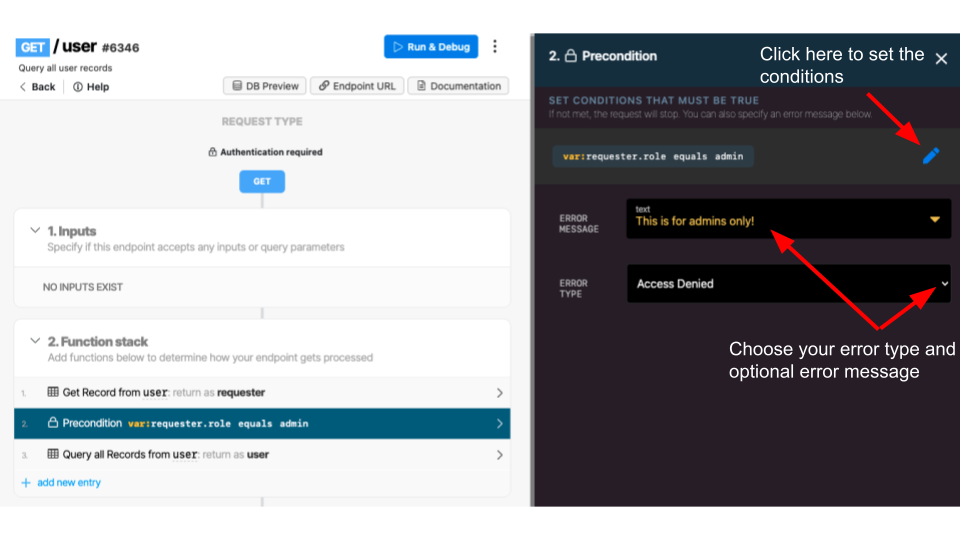 GET / user #6346
Run & Debug
Query all user records
Back
Help
DB Preview
Endpoint URL
Documentation
REQUEST TYPE
Authentication required
GET
1. Inputs
Specify if this endpoint accepts any inputs or query parameters
NO INPUTS EXIST
2. Function stack
Add functions below to determine how your endpoint gets processed
1. Get Record from user: return as requester
2. Precondition var:requester.role equals admin
3. Query all Records from user: return as user
+ add new entry
2. Precondition
Click here to set the
conditions
SET CONDITIONS THAT MUST BE TRUE
If not met, the request will stop. You can also specify an error message below.
var:requester.role equals admin
ERROR
MESSAGE
text
This is for admins only!
ERROR
TYPE
Access Denied
Choose your error type and
optional error message